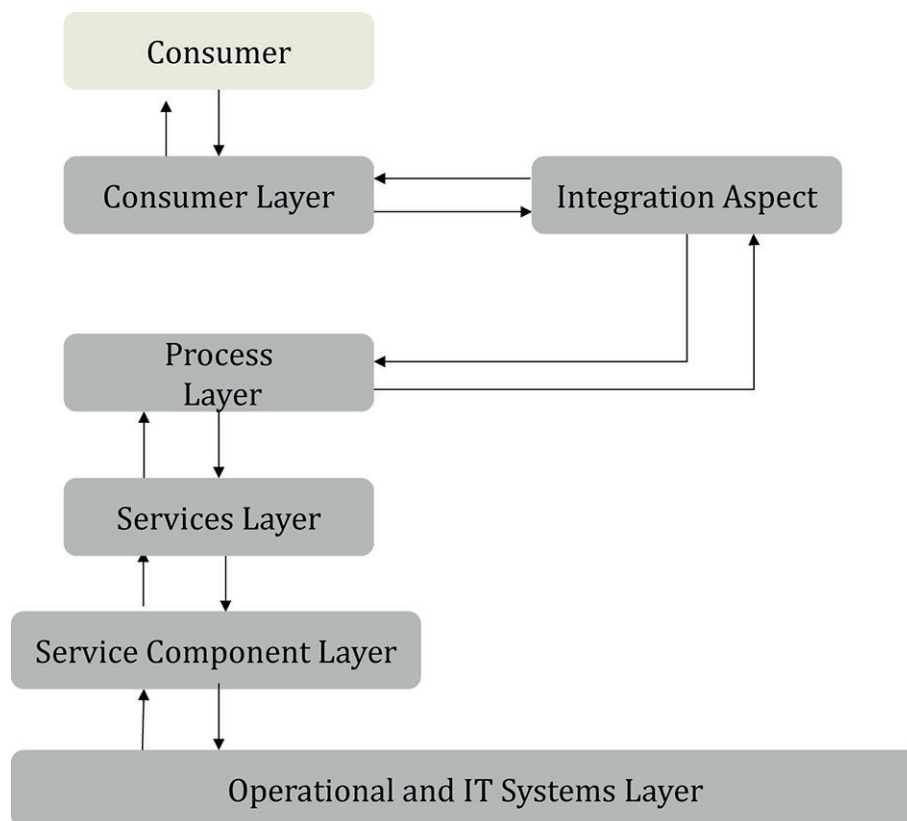 Consumer
Consumer Layer
Integration Aspect
Process
Layer
Services Layer
Service Component Layer
Operational and IT Systems Layer